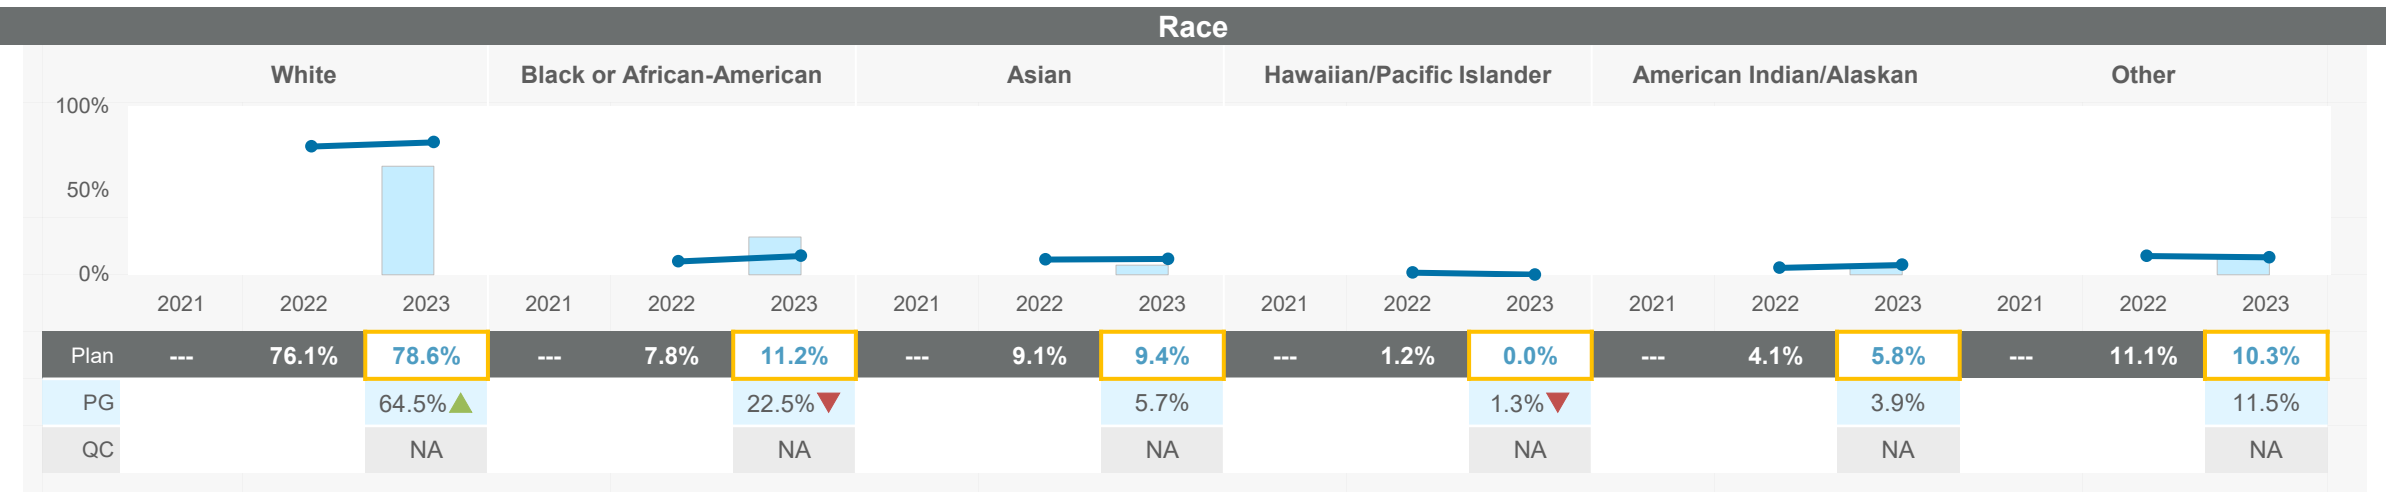 Race
White Black or African-American Asian Hawaiian/Pacific Islander American Indian/Alaskan Other
100%
50%
0%
2021 2022 2023 2021 2022 2023 2021 2022 2023 2021 2022 2023 2021 2022 2023 2021 2022 2023
Plan --- 76.1% 78.6% --- 7.8% 11.2% --- 9.1% 9.4% --- 1.2% 0.0% --- 4.1% 5.8% --- 11.1% 10.3%
PG 64.5% 22.5% 5.7% 1.3% 3.9% 11.5%
QC NA NA NA NA NA NA